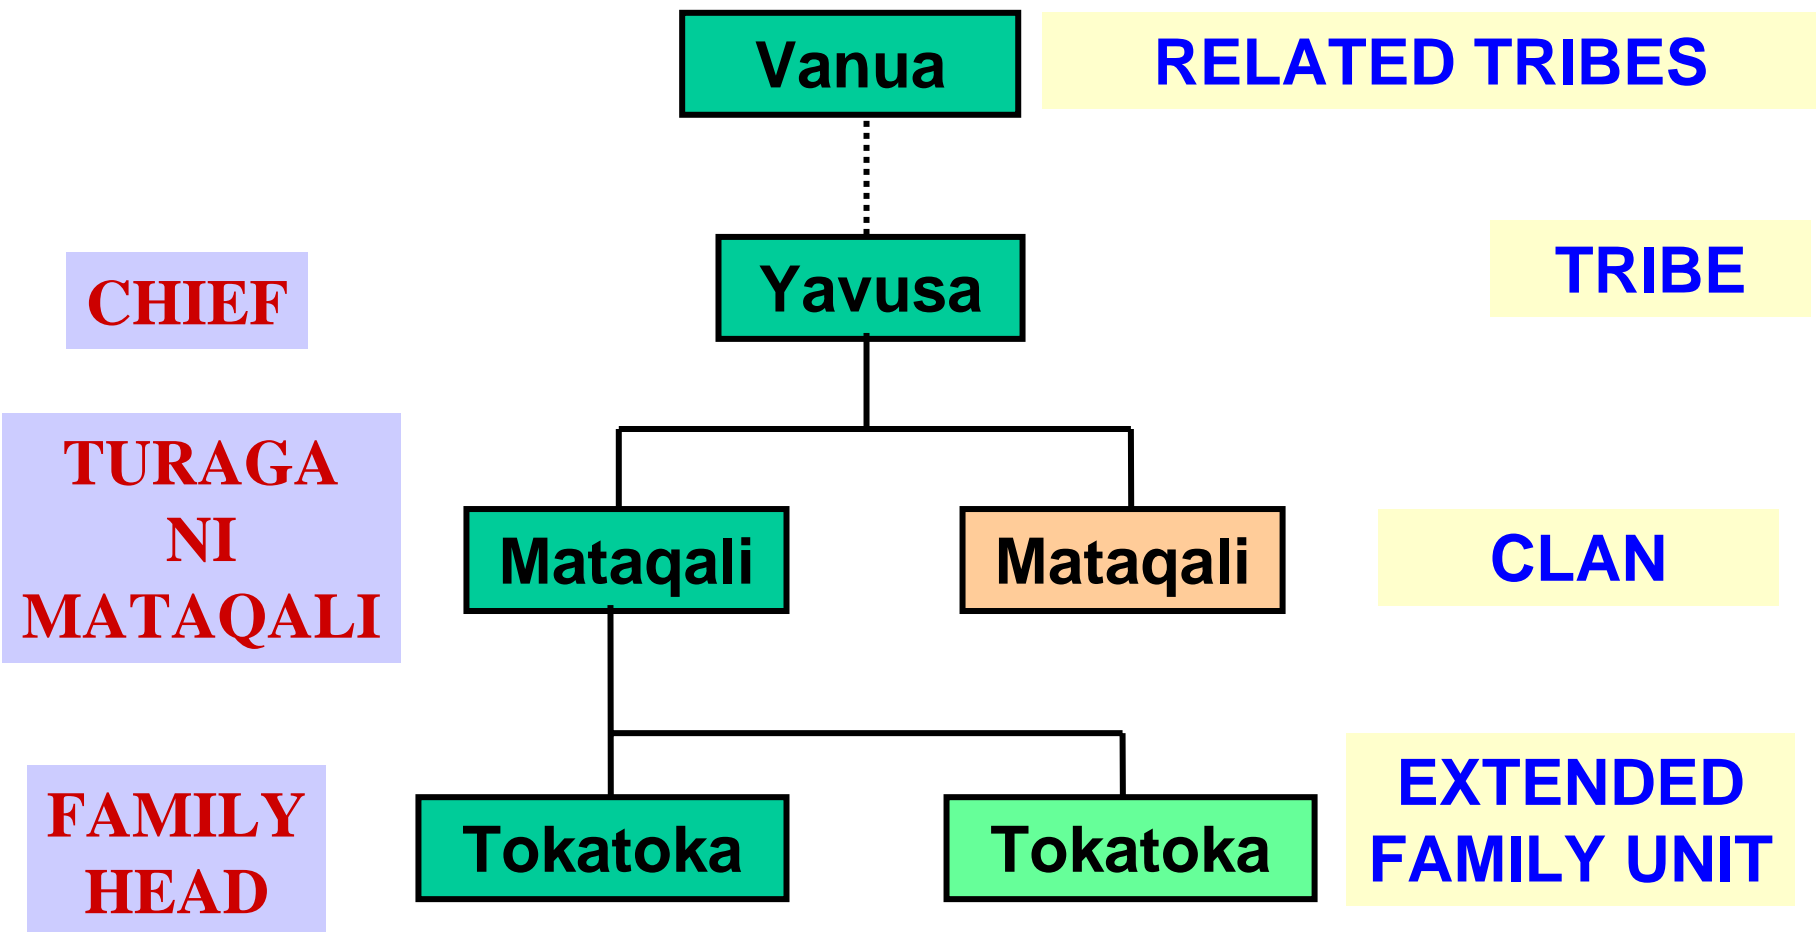 Vanua
RELATED TRIBES
CHIEF
Yavusa
TRIBE
TURAGA
NI
MATAQALI
Mataqali
Mataqali
CLAN
FAMILY
HEAD
Tokatoka
Tokatoka
EXTENDED
FAMILY UNIT